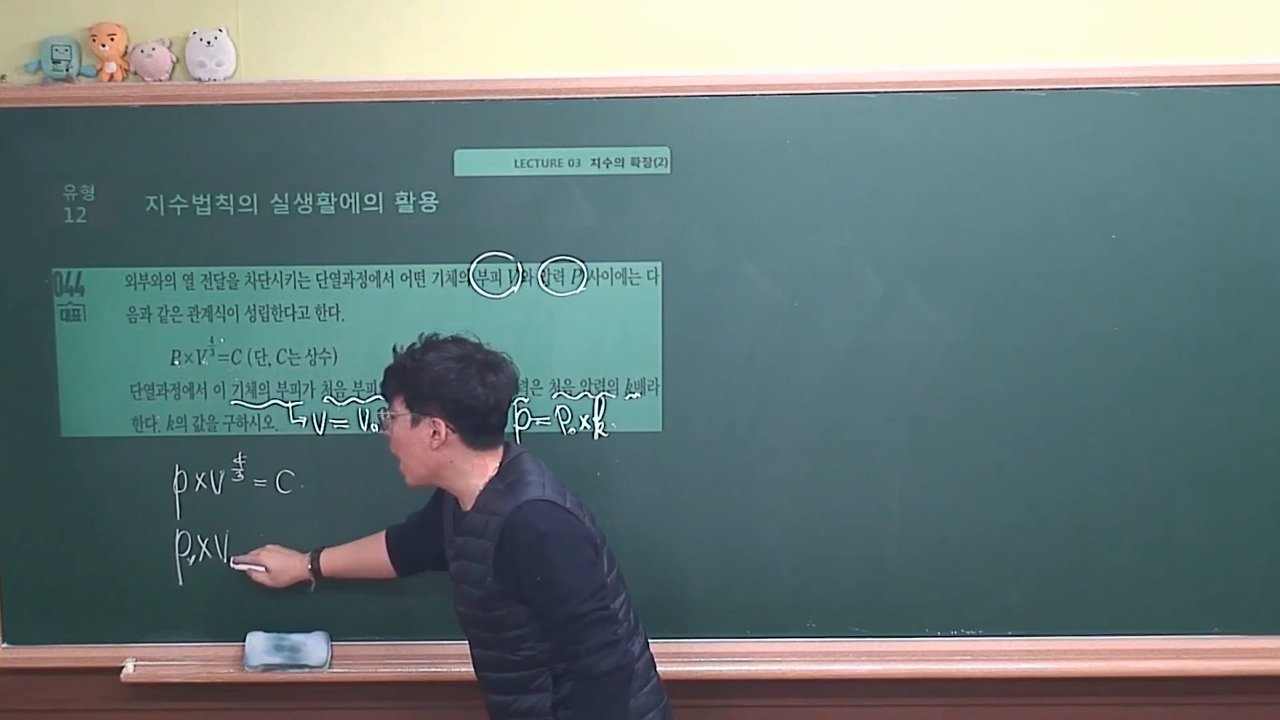 LECTURE 03 지수의 확장(2)
유형
12
지수법칙의 실생활에의 활용
044
대표
외부와의 열 전달을 차단시키는 단열과정에서 어떤 기체의 부피 V와 압력 P 사이에는 다
음과 같은 관계식이 성립한다고 한다.
P×V^{4/3}=C (단, C는 상수)
단열과정에서 이 기체의 부피가 처음 부피 은 처음 압력의 k배라
한다. k의 값을 구하시오.
V = V₀
P = P₀ × k
P × V^{4/3} = C
P₀ × V